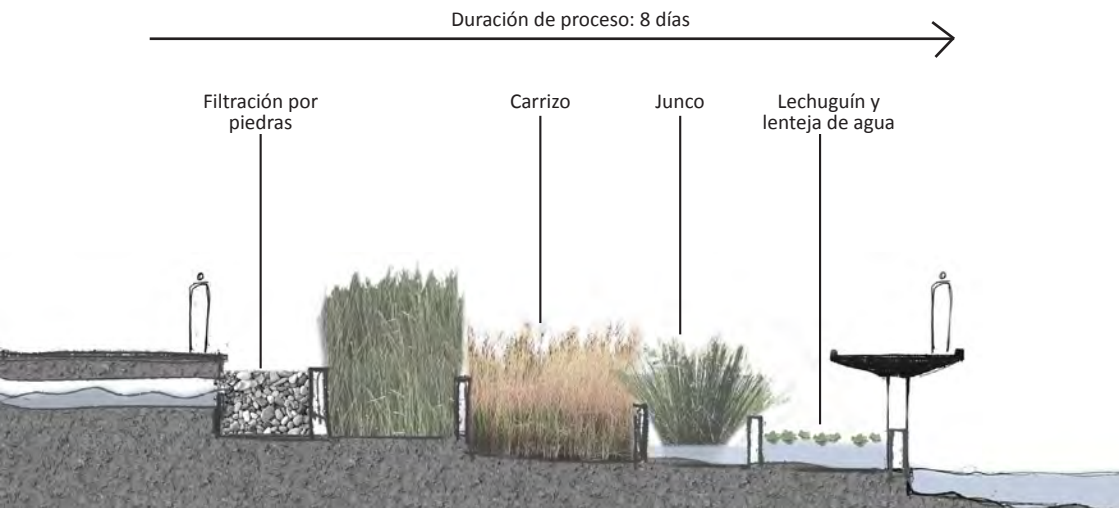 Duración de proceso: 8 días
Filtración por
piedras
Carrizo
Junco
Lechuguín y
lenteja de agua